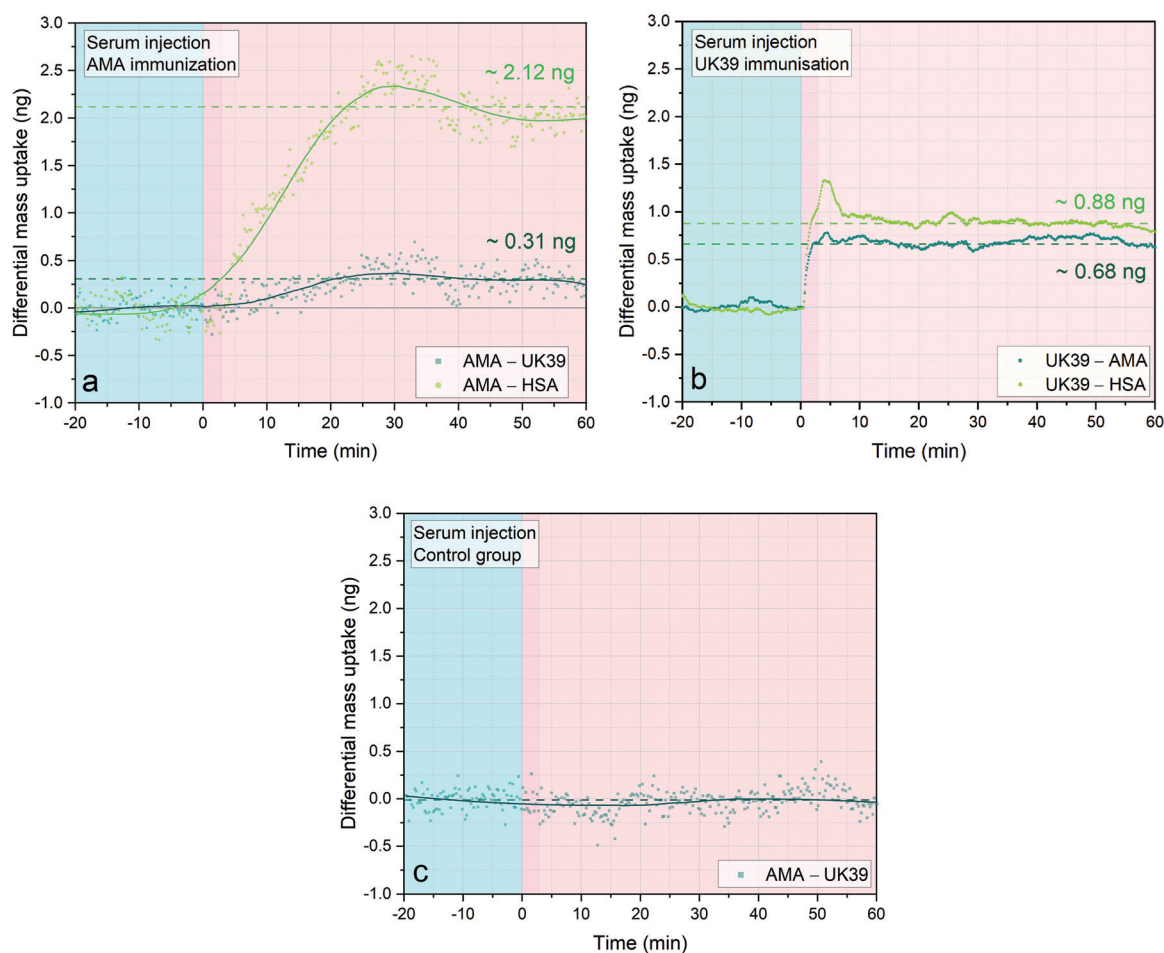 Serum injection
AMA immunization
~ 2.12 ng
~ 0.31 ng
AMA – UK39
AMA – HSA
a
Differential mass uptake (ng)
3.0
2.5
2.0
1.5
1.0
0.5
0.0
-0.5
-1.0
-20 -10 0 10 20 30 40 50 60
Time (min)
Serum injection
UK39 immunisation
~ 0.88 ng
~ 0.68 ng
UK39 – AMA
UK39 – HSA
b
Differential mass uptake (ng)
3.0
2.5
2.0
1.5
1.0
0.5
0.0
-0.5
-1.0
-20 -10 0 10 20 30 40 50 60
Time (min)
Serum injection
Control group
AMA – UK39
c
Differential mass uptake (ng)
3.0
2.5
2.0
1.5
1.0
0.5
0.0
-0.5
-1.0
-20 -10 0 10 20 30 40 50 60
Time (min)